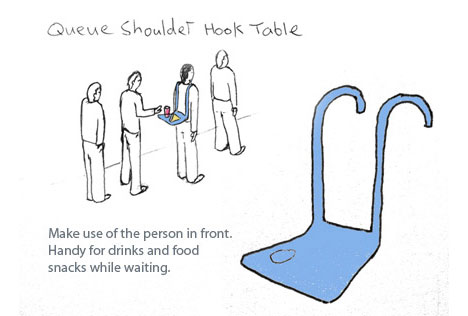 Queue Shoulder Hook Table
Make use of the person in front.
Handy for drinks and food
snacks while waiting.